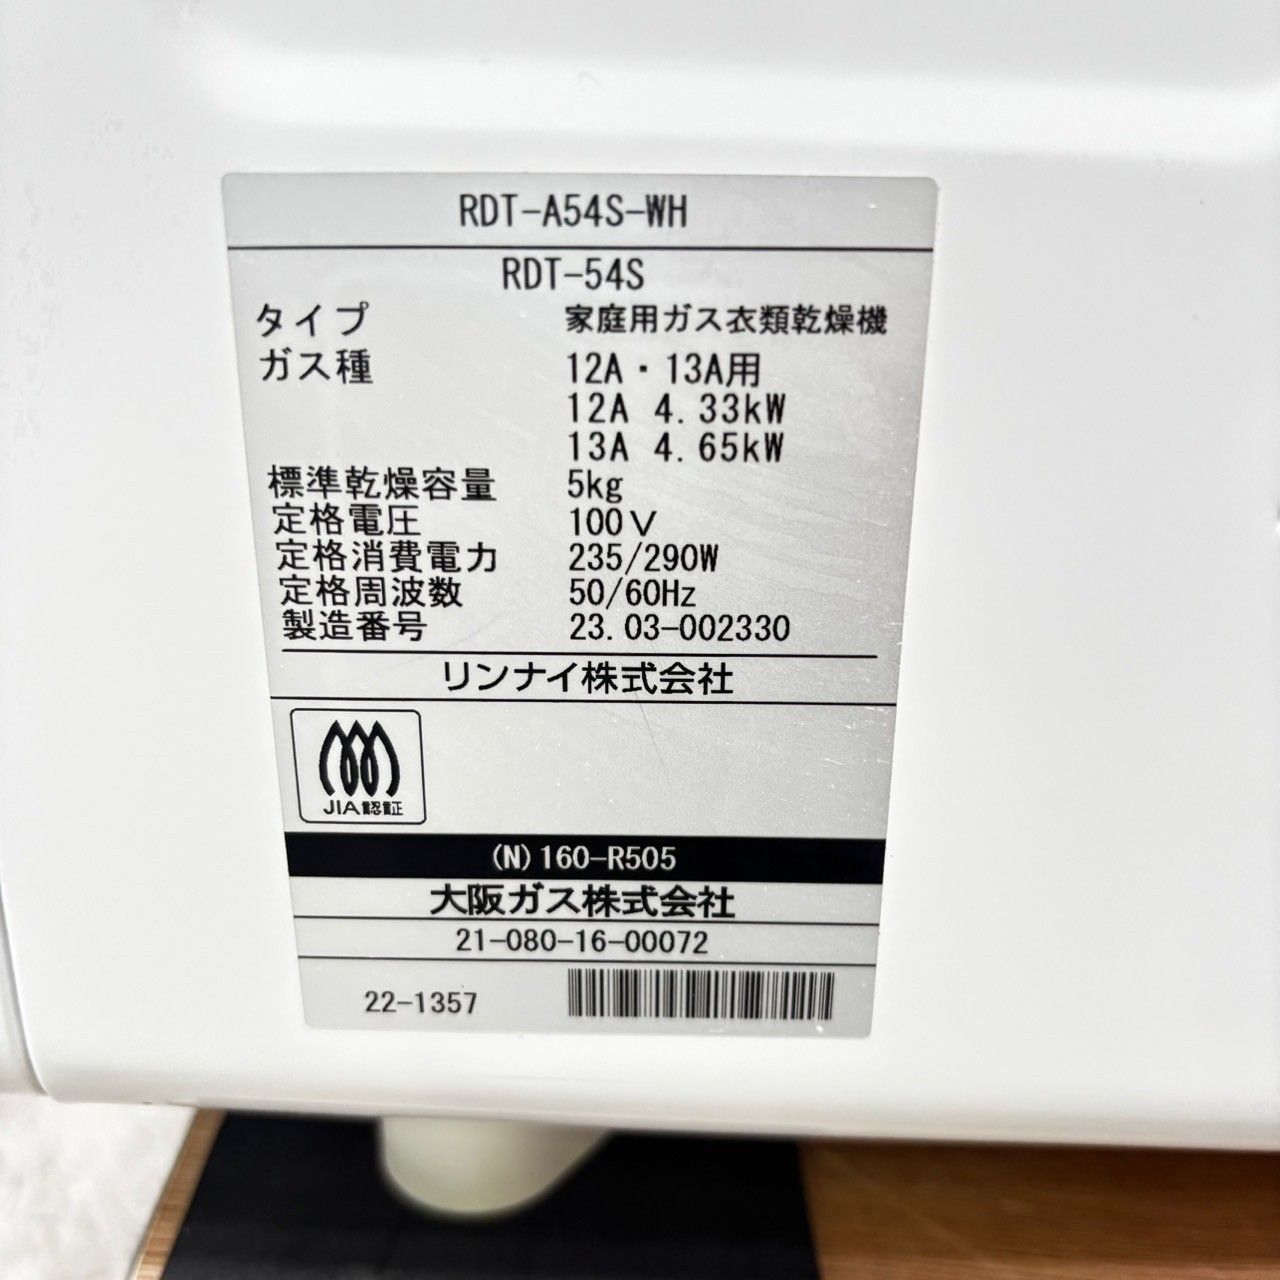 RDT-A54S-WH
RDT-54S
タイプ 家庭用ガス衣類乾燥機
ガス種 12A・13A用
12A 4.33kW
13A 4.65kW
標準乾燥容量 5kg
定格電圧 100V
定格消費電力 235/290W
定格周波数 50/60Hz
製造番号 23.03-002330
リンナイ株式会社
JIA認証
(N)160-R505
大阪ガス株式会社
21-080-16-00072
22-1357